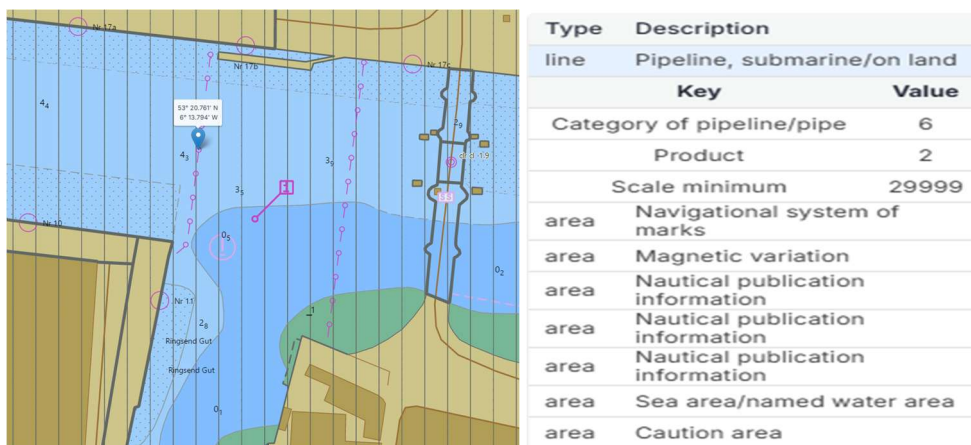 Nr 17a
Nr 17b
Nr 17c
4₄
53° 20.761' N
6° 13.794' W
2₉
4₃
3₅
3₉
Nr 10
0₅
0₂
Nr 11
2₈
1
Ringsend Gut
Ringsend Gut
Type Description
line Pipeline, submarine/on land
Key Value
Category of pipeline/pipe 6
Product 2
Scale minimum 29999
area Navigational system of
marks
area Magnetic variation
area Nautical publication
information
area Nautical publication
information
area Nautical publication
information
area Sea area/named water area
area Caution area